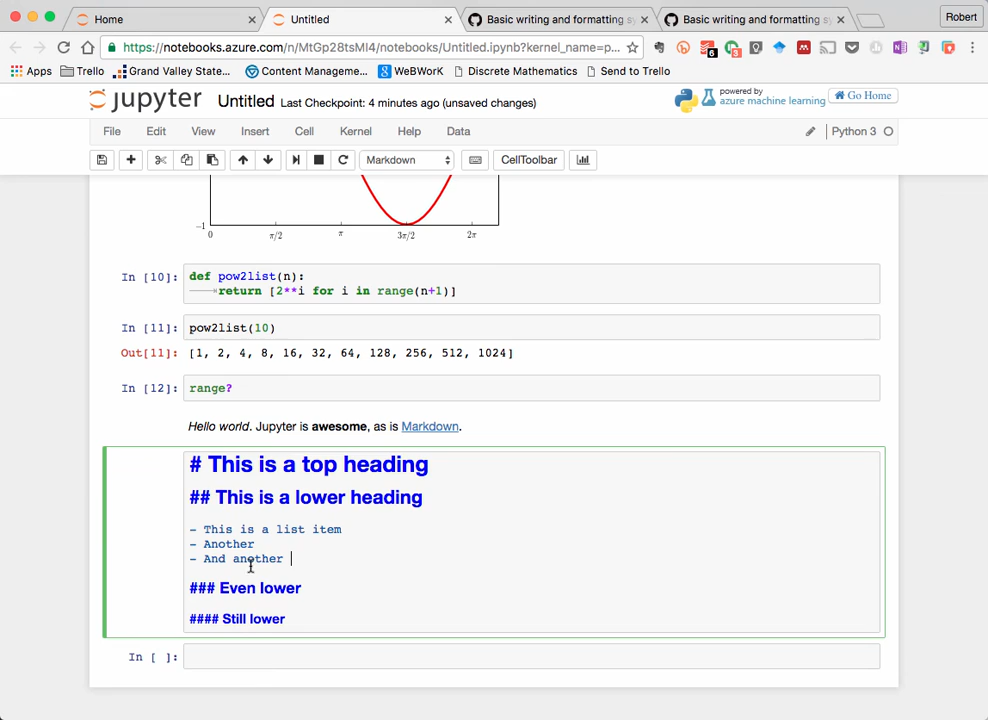 Home
Untitled
Basic writing and formatting sy
Basic writing and formatting sy
Robert
https://notebooks.azure.com/n/MtGp28tsMI4/notebooks/Untitled.ipynb?kernel_name=p...
6
Apps
Trello
Grand Valley State...
Content Manageme...
WeBWorK
Discrete Mathematics
Send to Trello
jupyter
Untitled
Last Checkpoint: 4 minutes ago (unsaved changes)
powered by
azure machine learning
Go Home
File
Edit
View
Insert
Cell
Kernel
Help
Data
Python 3
Markdown
CellToolbar
−1
0
π/2
π
3π/2
2π
In [10]: def pow2list(n):
return [2**i for i in range(n+1)]
In [11]: pow2list(10)
Out[11]: [1, 2, 4, 8, 16, 32, 64, 128, 256, 512, 1024]
In [12]: range?
Hello world. Jupyter is awesome, as is Markdown.
# This is a top heading
## This is a lower heading
- This is a list item
- Another
- And another
### Even lower
#### Still lower
In [ ]: